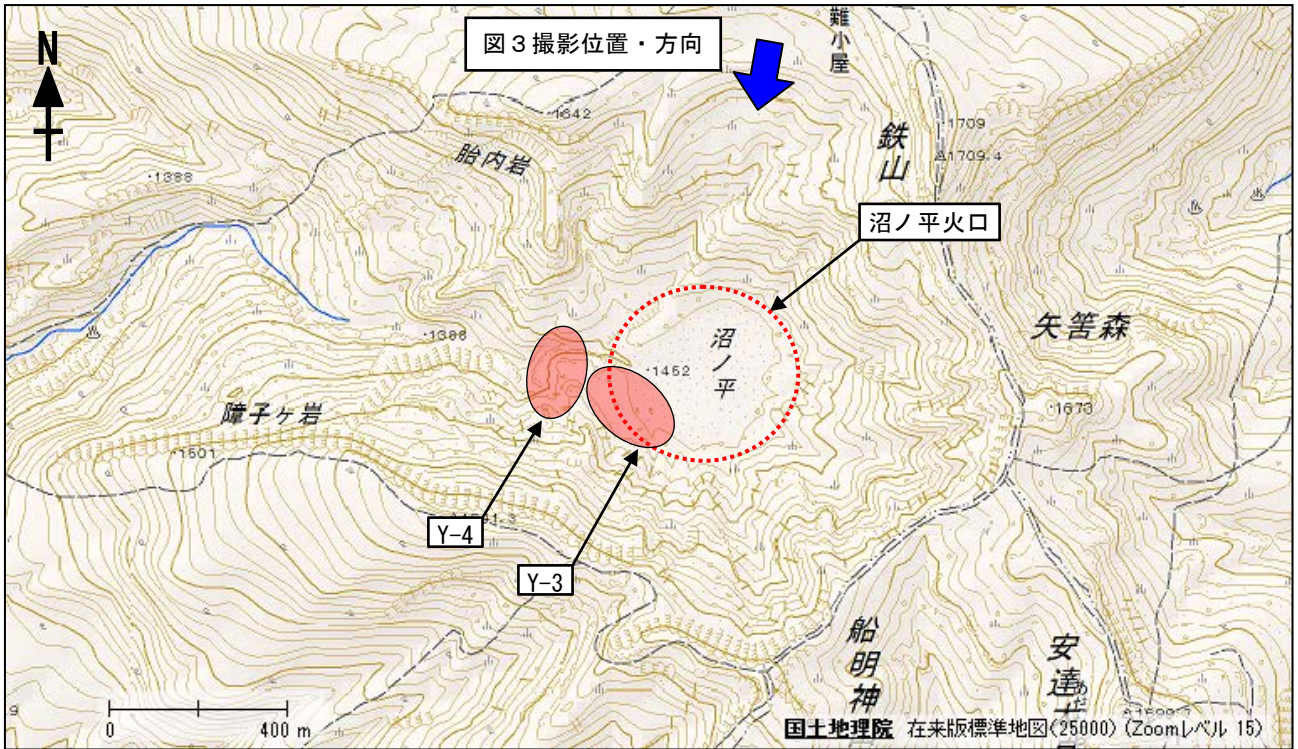 N
図3撮影位置・方向
難小屋
1642
1709
鉄山
1709.4
胎内岩
1388
沼ノ平火口
矢筈森
1386
沼ノ平
1452
1673
障子ヶ岩
1501
Y-4
Y-3
船明神
安達太
0 400 m
国土地理院 在来版標準地図(25000)(Zoomレベル 15)